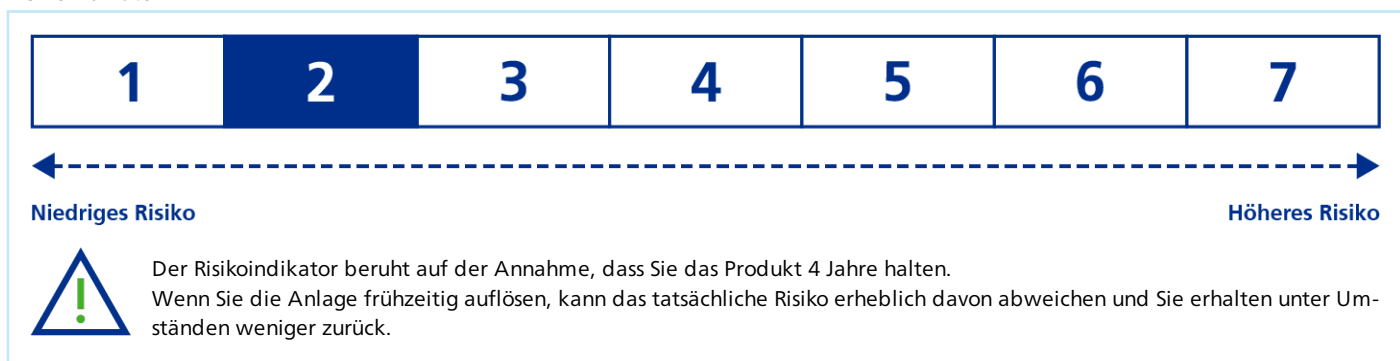 1 2 3 4 5 6 7
Niedriges Risiko Höheres Risiko
Der Risikoindikator beruht auf der Annahme, dass Sie das Produkt 4 Jahre halten.
Wenn Sie die Anlage frühzeitig auflösen, kann das tatsächliche Risiko erheblich davon abweichen und Sie erhalten unter Um-
ständen weniger zurück.